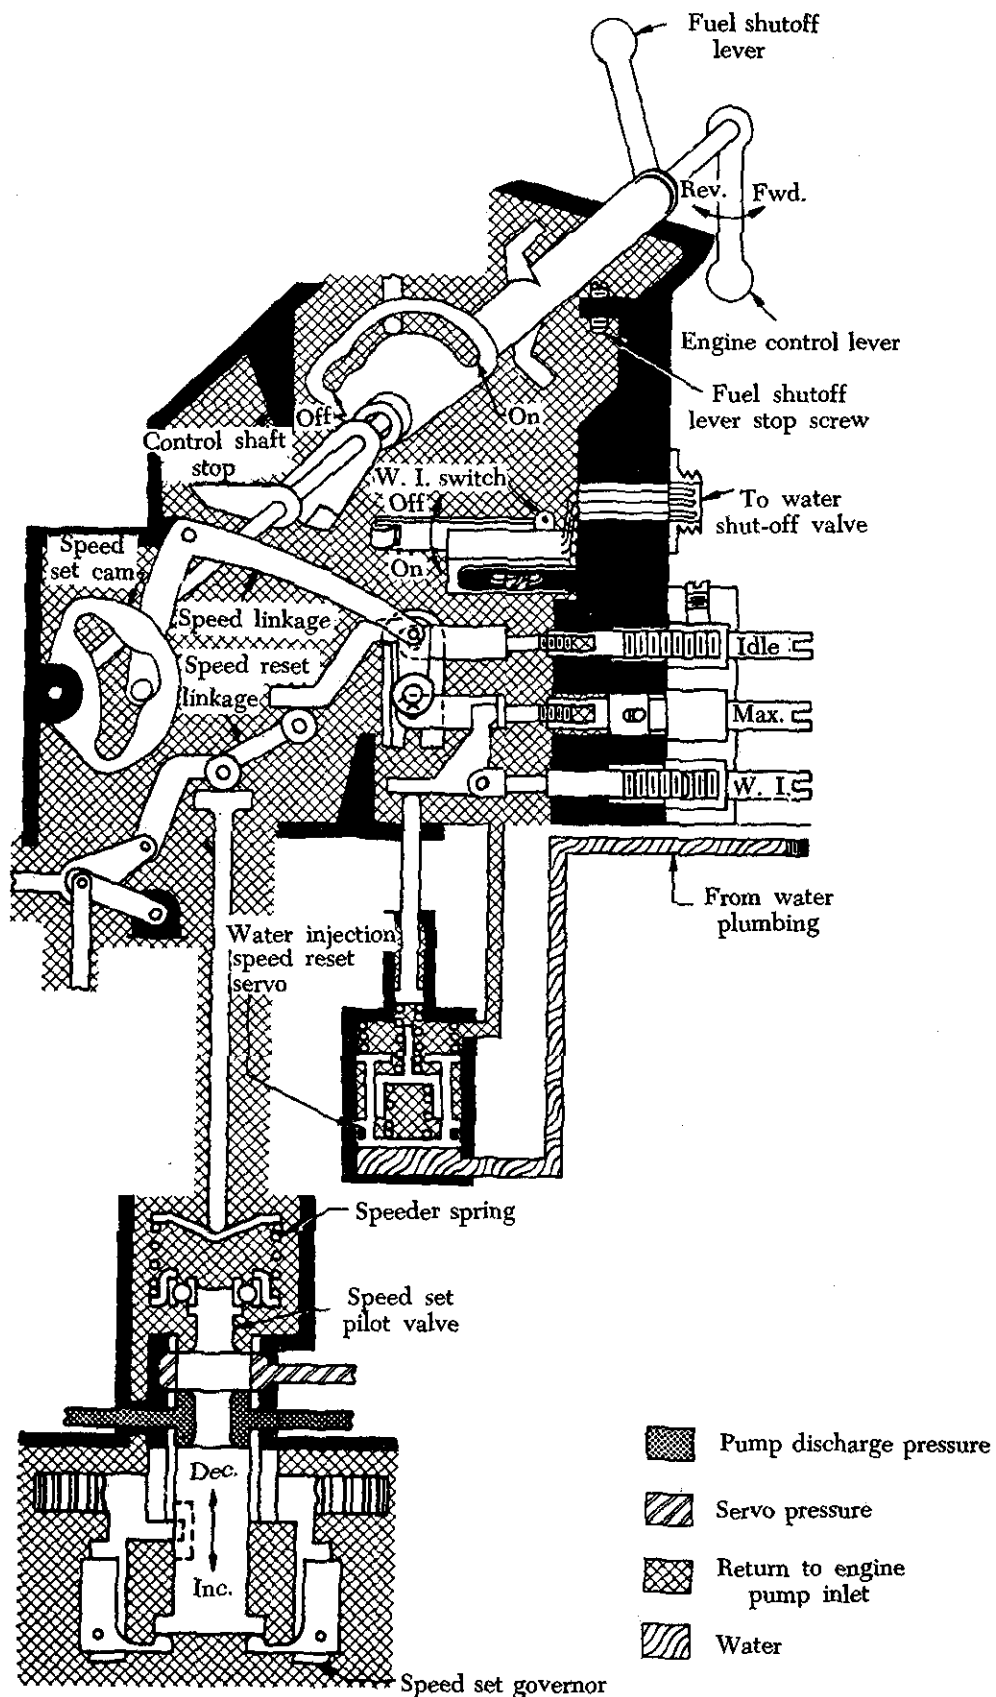 Fuel shutoff
lever
Rev.
Fwd.
Engine control lever
Fuel shutoff
lever stop screw
Off
On
Control shaft
stop
W. I. switch
Off
On
To water
shut-off valve
Speed
set cam
Speed linkage
Speed reset
linkage
Idle
Max.
W. I.
From water
plumbing
Water injection
speed reset
servo
Speeder spring
Speed set
pilot valve
Dec.
Inc.
Speed set governor
Pump discharge pressure
Servo pressure
Return to engine
pump inlet
Water